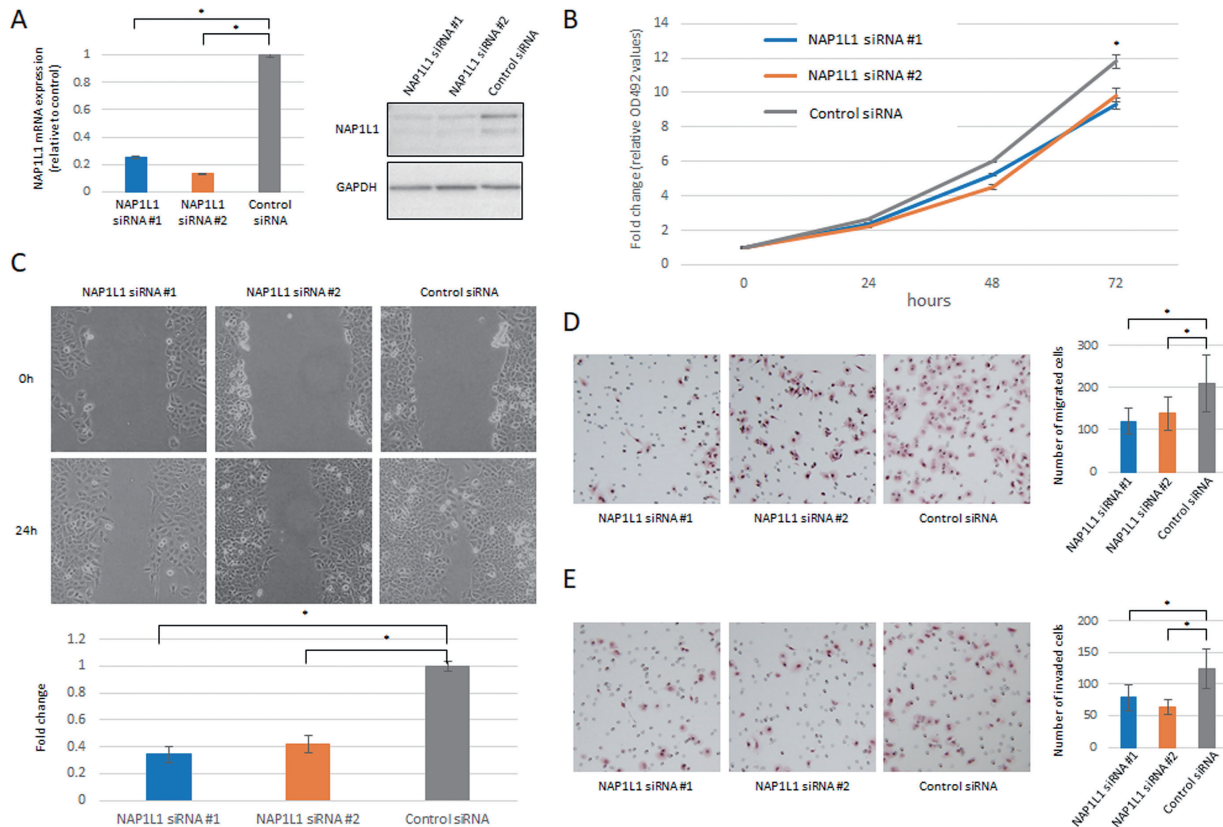 A
*
*
NAP1L1 mRNA expression
(relative to control)
1
0.8
0.6
0.4
0.2
0
NAP1L1
siRNA #1
NAP1L1
siRNA #2
Control
siRNA
NAP1L1 siRNA #1
NAP1L1 siRNA #2
Control siRNA
NAP1L1
GAPDH
B
Fold change (relative OD492 values)
14
12
10
8
6
4
2
0
NAP1L1 siRNA #1
NAP1L1 siRNA #2
Control siRNA
*
0
24
48
72
hours
C
NAP1L1 siRNA #1
NAP1L1 siRNA #2
Control siRNA
0h
24h
*
*
Fold change
1.2
1
0.8
0.6
0.4
0.2
0
NAP1L1 siRNA #1
NAP1L1 siRNA #2
Control siRNA
D
NAP1L1 siRNA #1
NAP1L1 siRNA #2
Control siRNA
*
*
Number of migrated cells
300
200
100
0
NAP1L1 siRNA #1
NAP1L1 siRNA #2
Control siRNA
E
NAP1L1 siRNA #1
NAP1L1 siRNA #2
Control siRNA
*
*
Number of invaded cells
200
150
100
50
0
NAP1L1 siRNA #1
NAP1L1 siRNA #2
Control siRNA